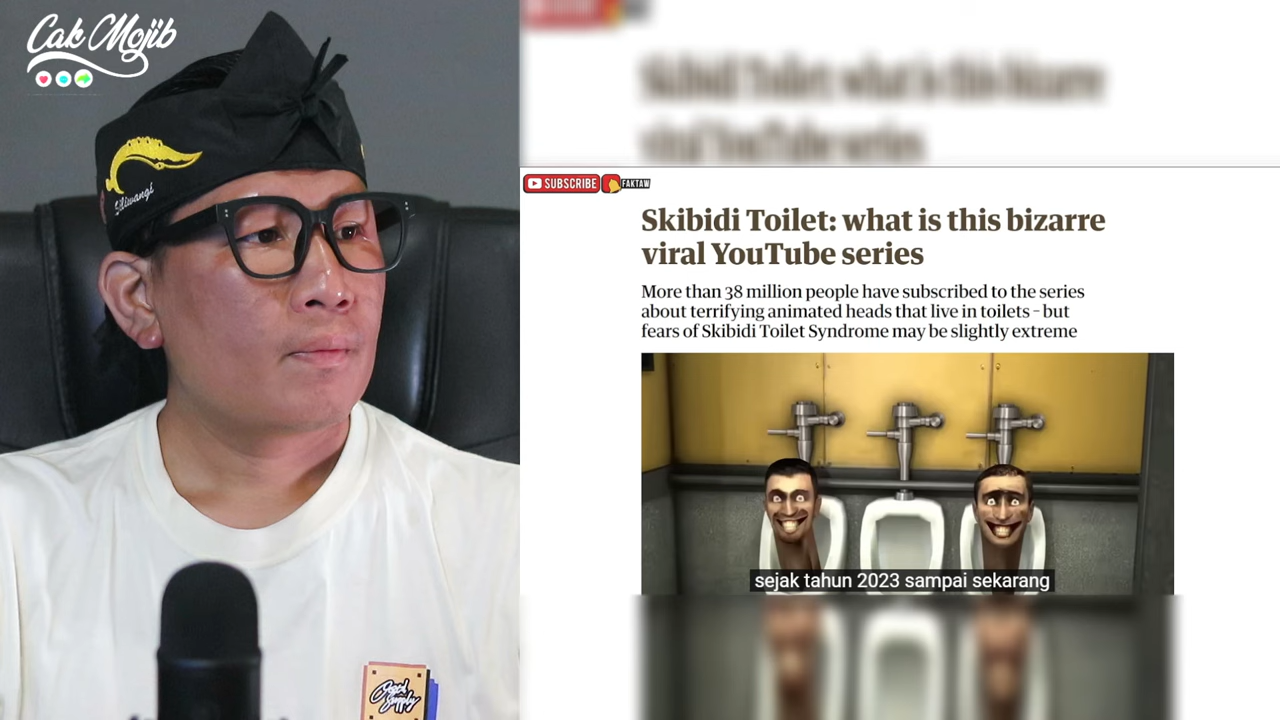 Cak Mojib
Siliwangi
SUBSCRIBE
FAKTAW
Skibidi Toilet: what is this bizarre
viral YouTube series
More than 38 million people have subscribed to the series
about terrifying animated heads that live in toilets – but
fears of Skibidi Toilet Syndrome may be slightly extreme
sejak tahun 2023 sampai sekarang
Supply